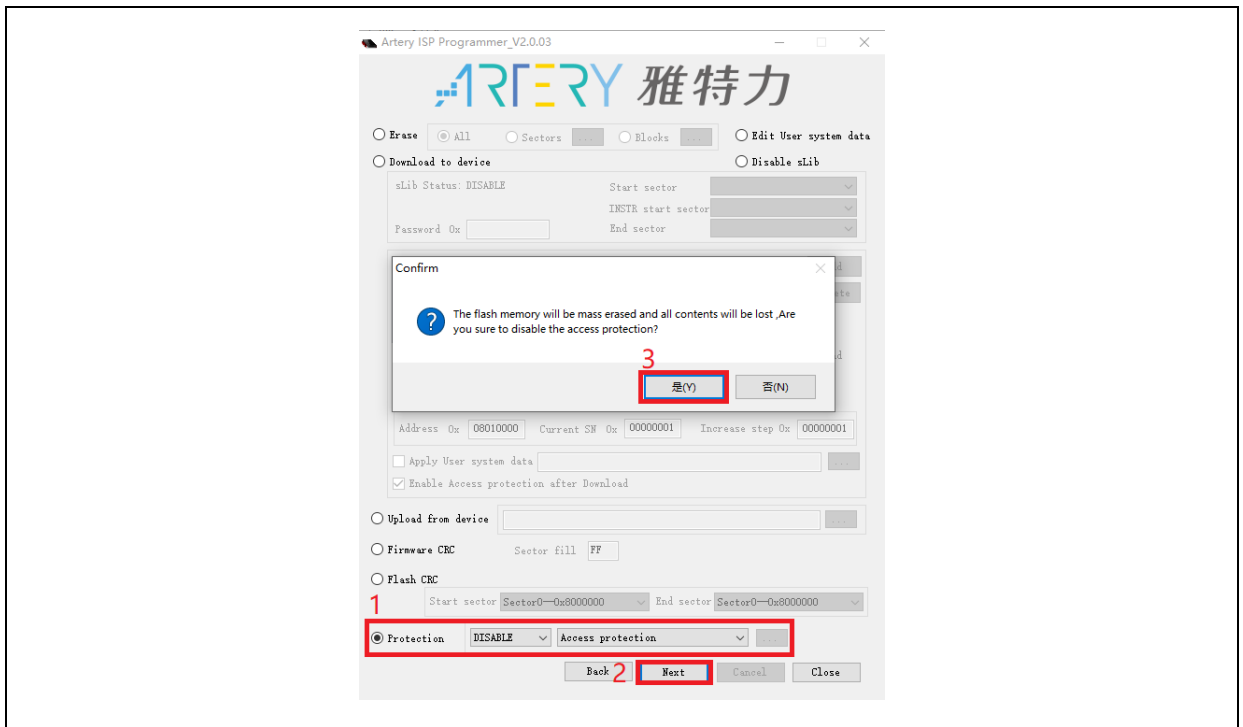 Artery ISP Programmer_V2.0.03
ARTERY 雅特力
Erase All Sectors ... Blocks ... Edit User system data
Download to device Disable sLib
sLib Status: DISABLE Start sector
INSTR start sector
Password 0x End sector
Confirm d
ete
The flash memory will be mass erased and all contents will be lost ,Are
you sure to disable the access protection?
d
3
是(Y) 否(N)
Address 0x 08010000 Current SN 0x 00000001 Increase step 0x 00000001
Apply User system data ...
Enable Access protection after Download
Upload from device ...
Firmware CRC Sector fill FF
Flash CRC
1
Start sector Sector0—0x8000000 End sector Sector0—0x8000000
Protection DISABLE Access protection ...
Back 2 Next Cancel Close